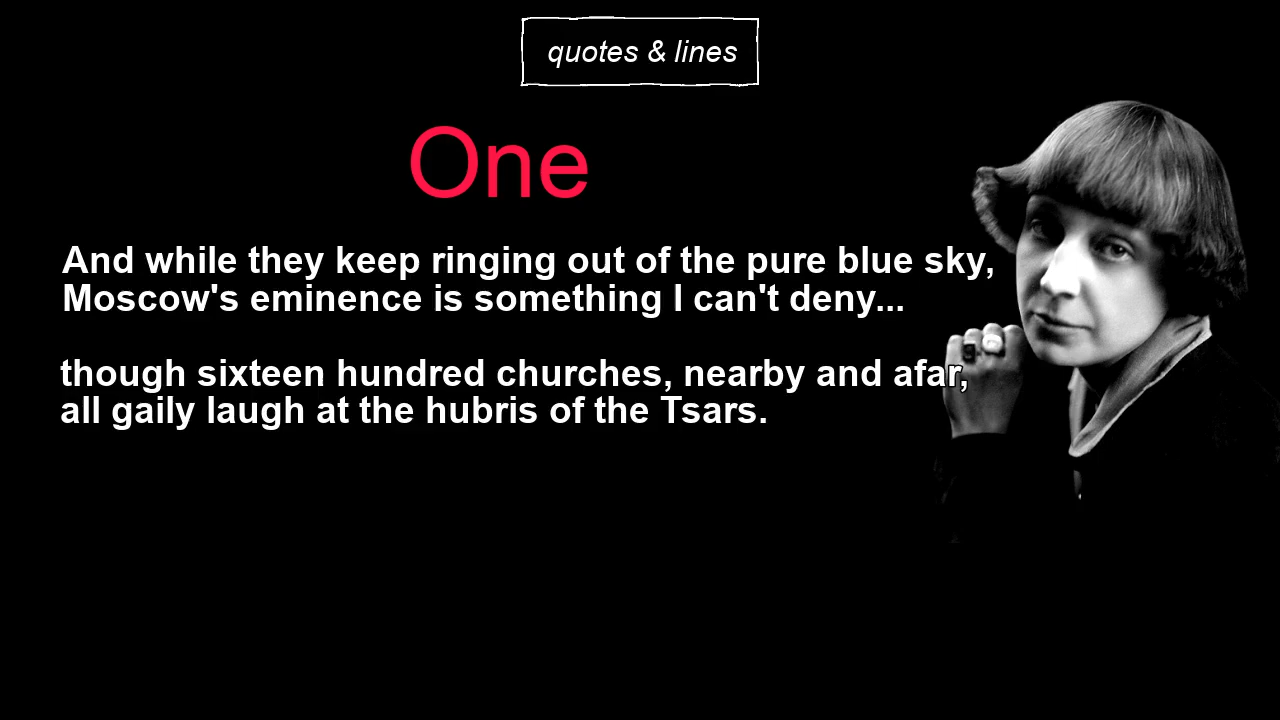 quotes & lines
One
And while they keep ringing out of the pure blue sky,
Moscow's eminence is something I can't deny...
though sixteen hundred churches, nearby and afar,
all gaily laugh at the hubris of the Tsars.